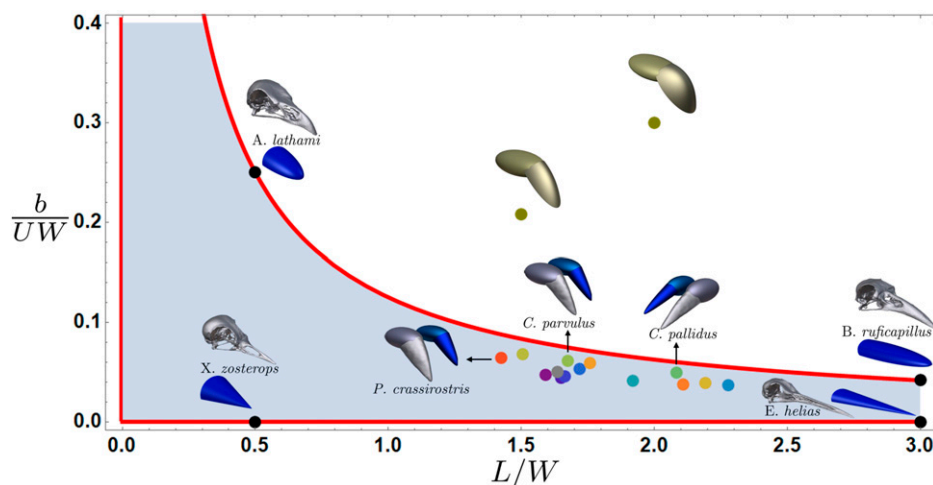 0.4
0.3
0.2
0.1
0.0
b
UW
A. lathami
X. zosterops
P. crassirostris
C. parvulus
C. pallidus
B. ruficapillus
E. helias
0.0 0.5 1.0 1.5 2.0 2.5 3.0
L/W